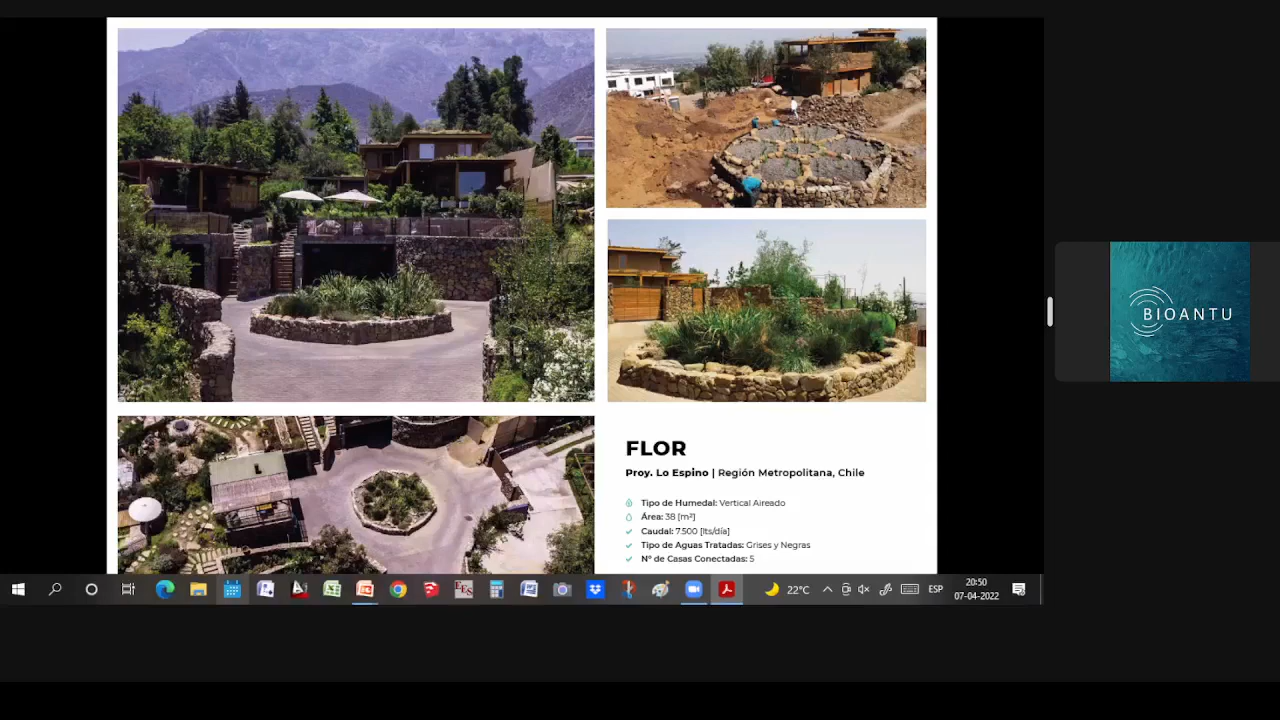 FLOR
Proy. Lo Espino | Región Metropolitana, Chile
Tipo de Humedal: Vertical Aireado
Área: 38 [m²]
Caudal: 7.500 [lts/día]
Tipo de Aguas Tratadas: Grises y Negras
Nº de Casas Conectadas: 5
BIOANTU
EES
22°C
ESP
20:50
07-04-2022